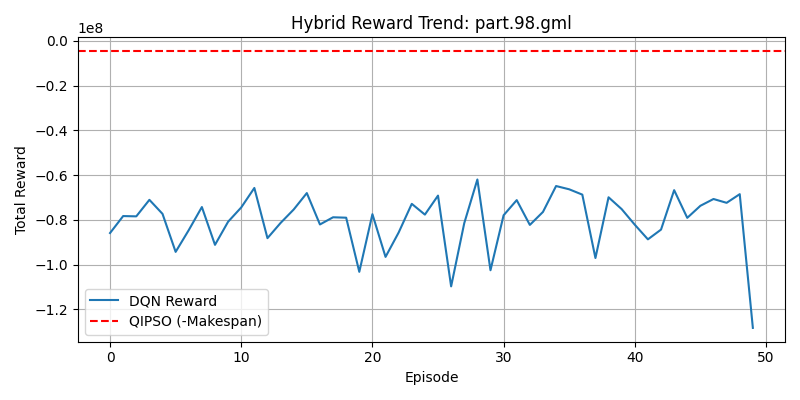 Hybrid Reward Trend: part.98.gml
1e8
0.0
−0.2
−0.4
−0.6
−0.8
−1.0
−1.2
Total Reward
DQN Reward
QIPSO (-Makespan)
0 10 20 30 40 50
Episode